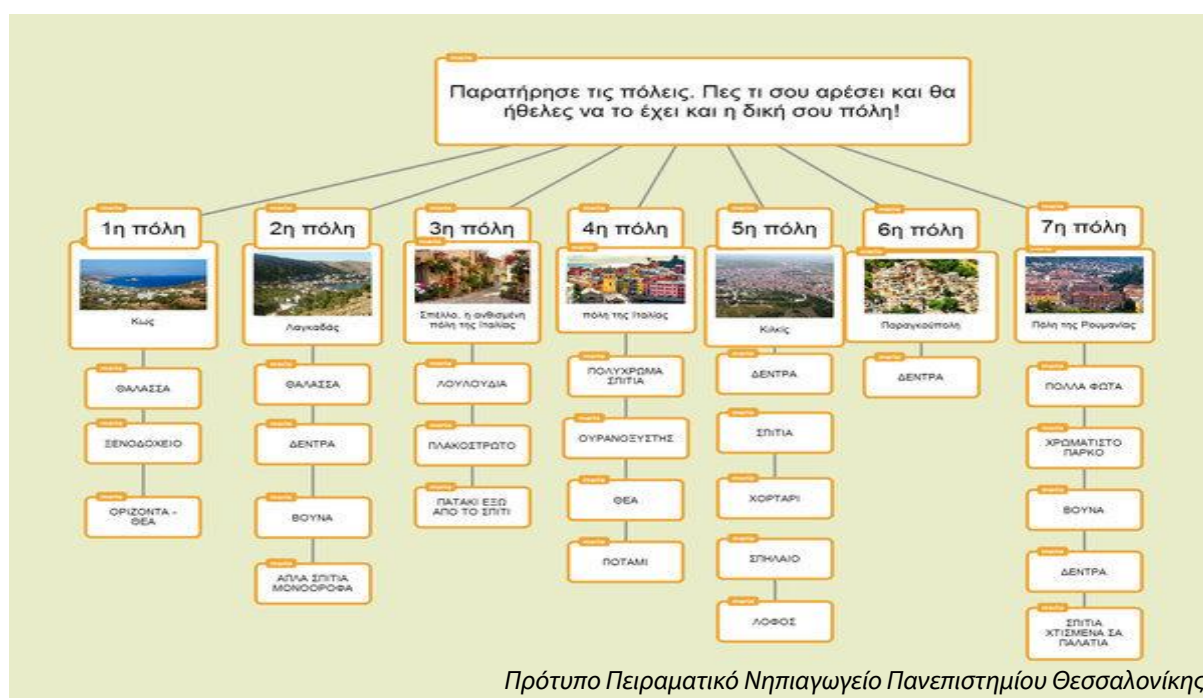 Παρατήρησε τις πόλεις. Πες τι σου αρέσει και θα
ήθελες να το έχει και η δική σου πόλη!
1η πόλη
Κως
ΘΑΛΑΣΣΑ
ΞΕΝΟΔΟΧΕΙΟ
ΟΡΙΖΟΝΤΑ -
ΘΕΑ
2η πόλη
Λαγκαδάς
ΘΑΛΑΣΣΑ
ΔΕΝΤΡΑ
ΒΟΥΝΑ
ΑΠΛΑ ΣΠΙΤΙΑ
ΜΟΝΟΟΡΟΦΑ
3η πόλη
Σπέλλο, η ανθισμένη
πόλη της Ιταλίας
ΛΟΥΛΟΥΔΙΑ
ΠΛΑΚΟΣΤΡΩΤΟ
ΠΑΤΑΚΙ ΕΞΩ
ΑΠΟ ΤΟ ΣΠΙΤΙ
4η πόλη
πόλη της Ιταλίας
ΠΟΛΥΧΡΩΜΑ
ΣΠΙΤΙΑ
ΟΥΡΑΝΟΞΥΣΤΗΣ
ΘΕΑ
ΠΟΤΑΜΙ
5η πόλη
Κιλκίς
ΔΕΝΤΡΑ
ΣΠΙΤΙΑ
ΧΟΡΤΑΡΙ
ΣΠΗΛΑΙΟ
ΛΟΦΟΣ
6η πόλη
Παραγκούπολη
ΔΕΝΤΡΑ
7η πόλη
Πόλη της Ρουμανίας
ΠΟΛΛΑ ΦΩΤΑ
ΧΡΩΜΑΤΙΣΤΟ
ΠΑΡΚΟ
ΒΟΥΝΑ
ΔΕΝΤΡΑ
ΣΠΙΤΙΑ
ΧΤΙΣΜΕΝΑ ΣΑ
ΠΑΛΑΤΙΑ
Πρότυπο Πειραματικό Νηπιαγωγείο Πανεπιστημίου Θεσσαλονίκης